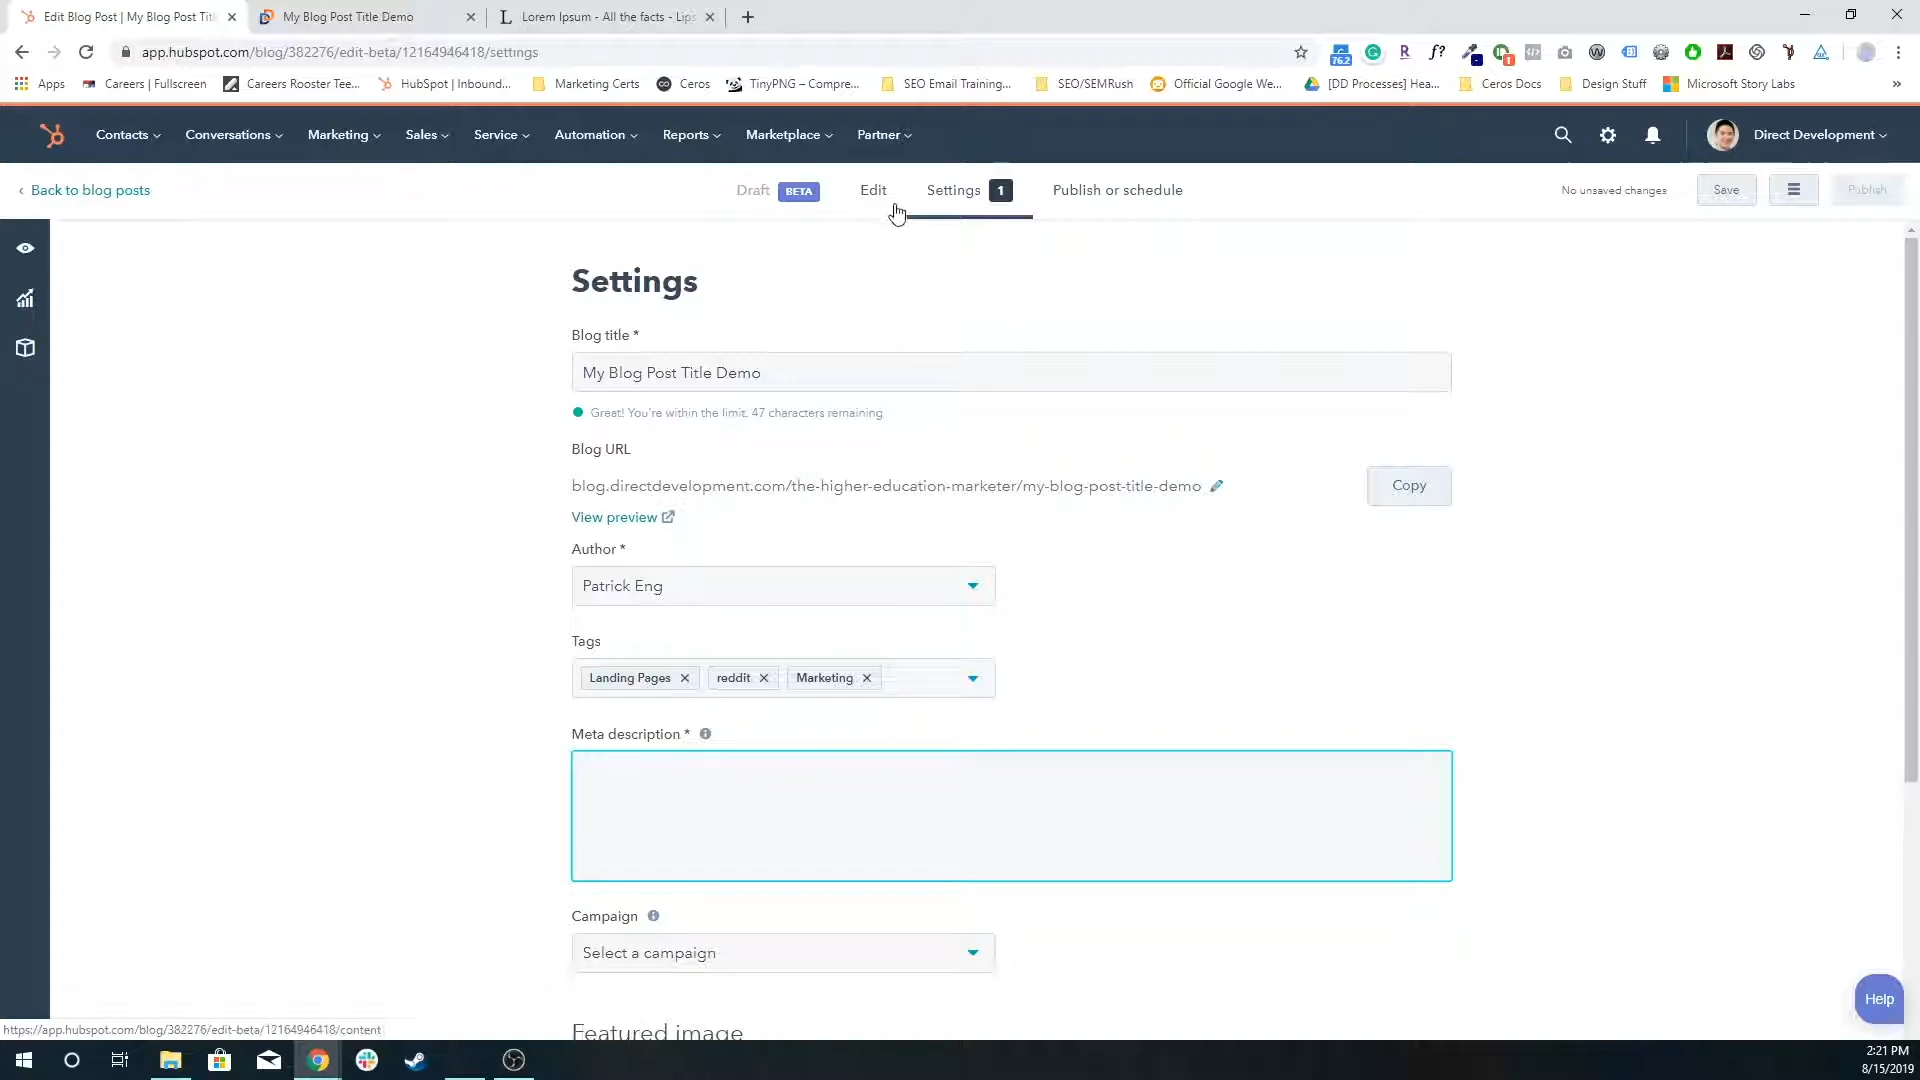 Edit Blog Post | My Blog Post Tit
My Blog Post Title Demo
Lorem Ipsum - All the facts - Lips
app.hubspot.com/blog/382276/edit-beta/12164946418/settings
76.2
1
Apps
Careers | Fullscreen
Careers Rooster Tee...
HubSpot | Inbound...
Marketing Certs
Ceros
TinyPNG – Compre...
SEO Email Training...
SEO/SEMRush
Official Google We...
[DD Processes] Hea...
Ceros Docs
Design Stuff
Microsoft Story Labs
»
Contacts
Conversations
Marketing
Sales
Service
Automation
Reports
Marketplace
Partner
Direct Development
Back to blog posts
Draft BETA
Edit
Settings 1
Publish or schedule
No unsaved changes
Save
Publish
Settings
Blog title *
My Blog Post Title Demo
Great! You're within the limit. 47 characters remaining
Blog URL
blog.directdevelopment.com/the-higher-education-marketer/my-blog-post-title-demo
Copy
View preview
Author *
Patrick Eng
Tags
Landing Pages
reddit
Marketing
Meta description *
Campaign
Select a campaign
Featured image
Help
https://app.hubspot.com/blog/382276/edit-beta/12164946418/content
2:21 PM
8/15/2019